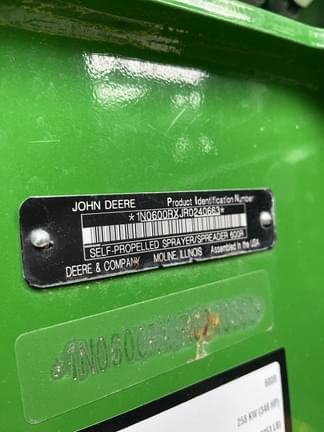 JOHN DEERE Product Identification Number
*1N0600RXJR0240663*
SELF-PROPELLED SPRAYER/SPREADER 600R
DEERE & COMPANY MOLINE, ILLINOIS Assembled in the USA
600R
258 KW (346 HP)